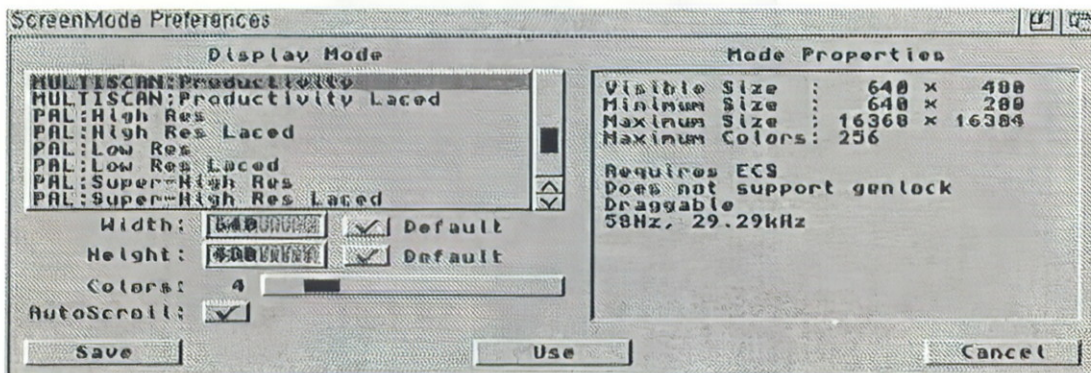 ScreenMode Preferences
Display Mode
MULTISCAN:Productivity
MULTISCAN:Productivity Laced
PAL:High Res
PAL:High Res Laced
PAL:Low Res
PAL:Low Res Laced
PAL:Super-High Res
PAL:Super-High Res Laced
Width: 640 Default
Height: 400 Default
Colors: 4
AutoScroll:
Mode Properties
Visible Size : 640 x 400
Minimum Size : 640 x 200
Maximum Size : 16368 x 16384
Maximum Colors: 256
Requires ECS
Does not support genlock
Draggable
58Hz, 29.29kHz
Save Use Cancel